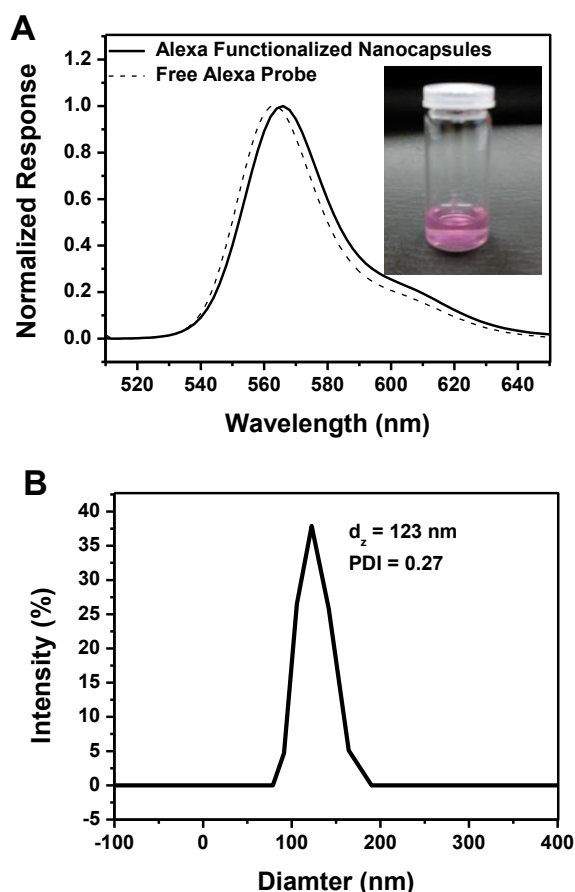 A
Alexa Functionalized Nanocapsules
Free Alexa Probe
Normalized Response
1.2
1.0
0.8
0.6
0.4
0.2
0.0
520 540 560 580 600 620 640
Wavelength (nm)
B
d_z = 123 nm
PDI = 0.27
Intensity (%)
40
35
30
25
20
15
10
5
0
-5
-100 0 100 200 300 400
Diamter (nm)